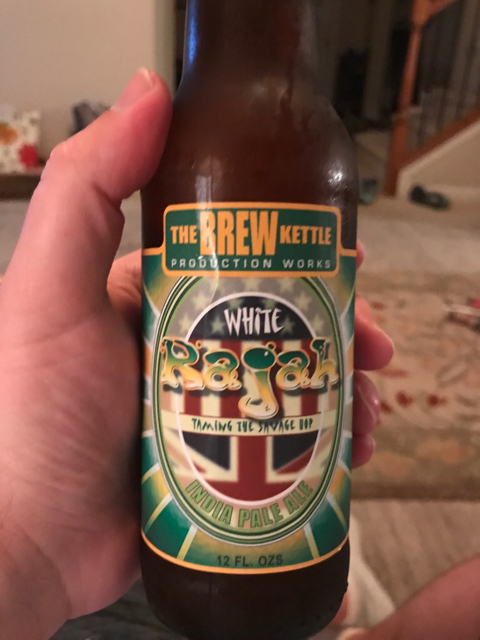 THE BREW KETTLE
PRODUCTION WORKS
WHITE
Rajah
TAMING THE SAVAGE HOP
INDIA PALE ALE
12 FL. OZS